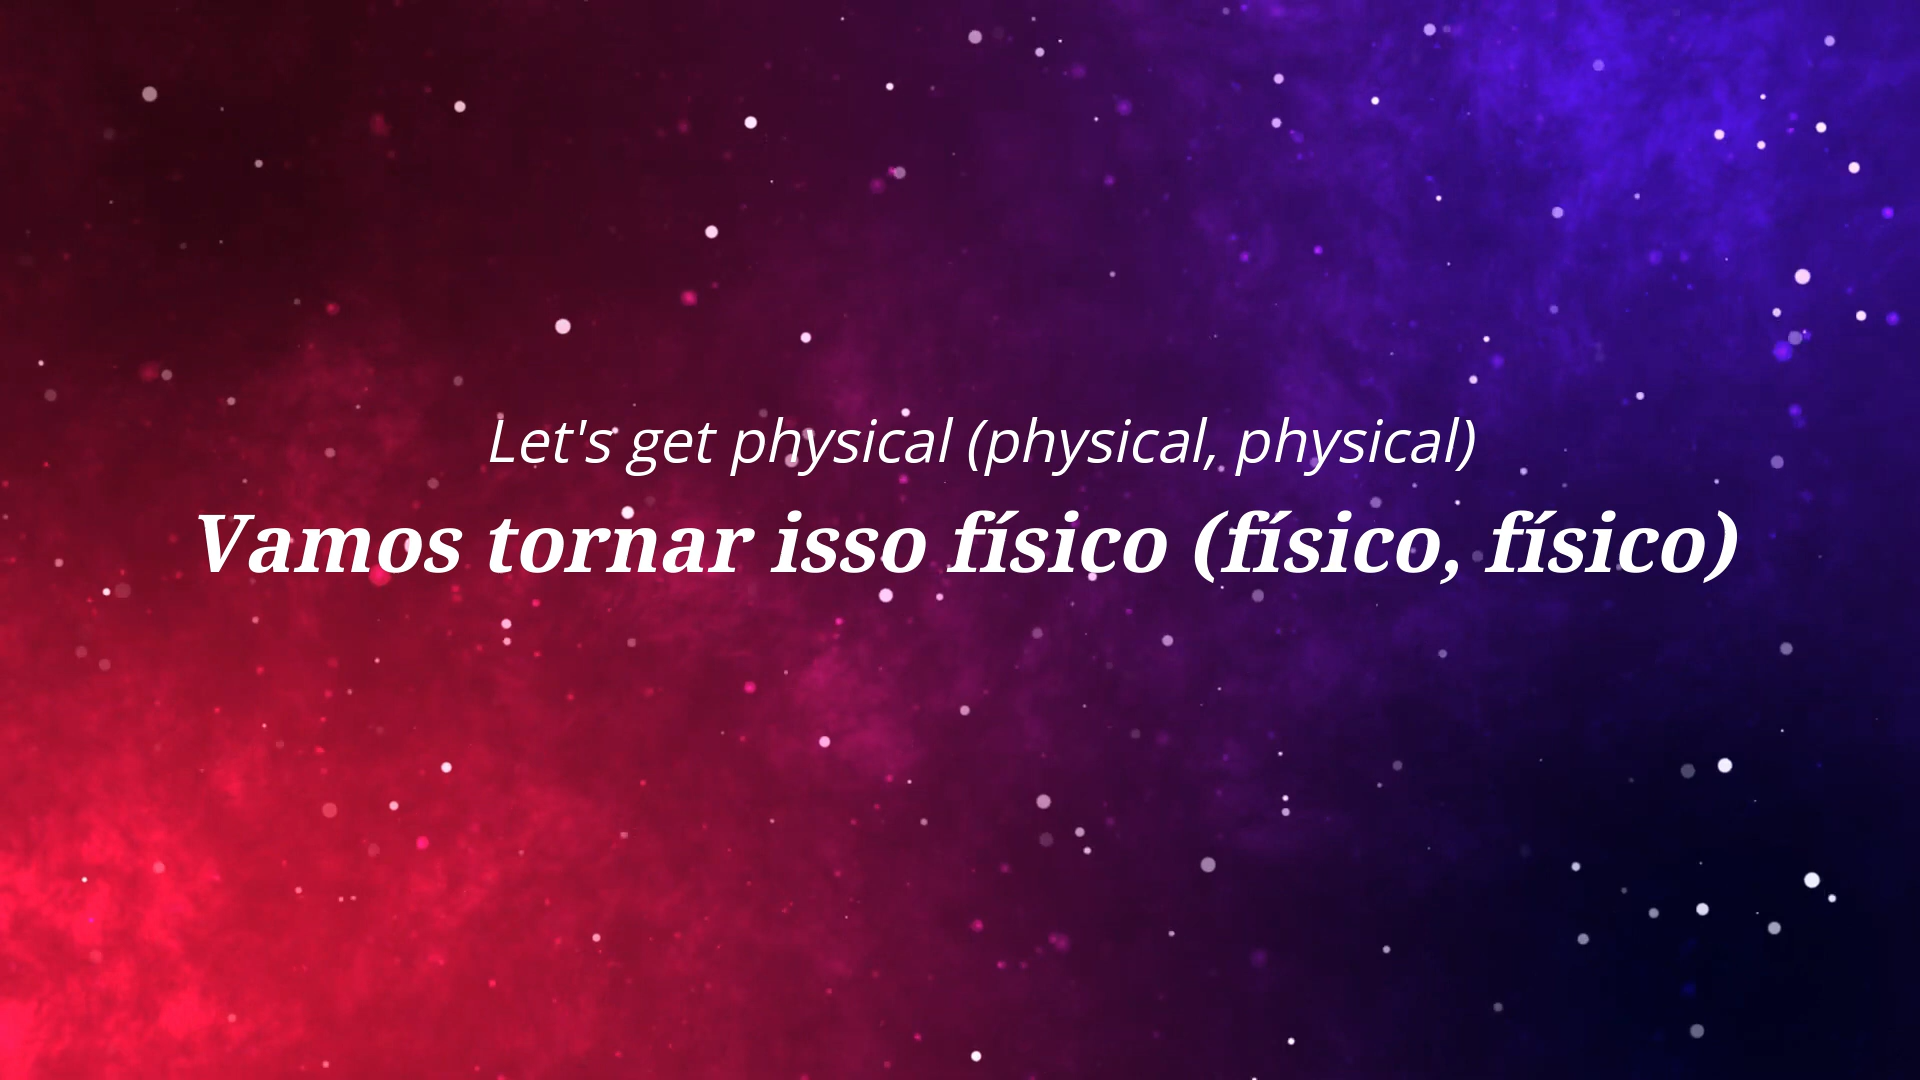 Let's get physical (physical, physical)
Vamos tornar isso físico (físico, físico)